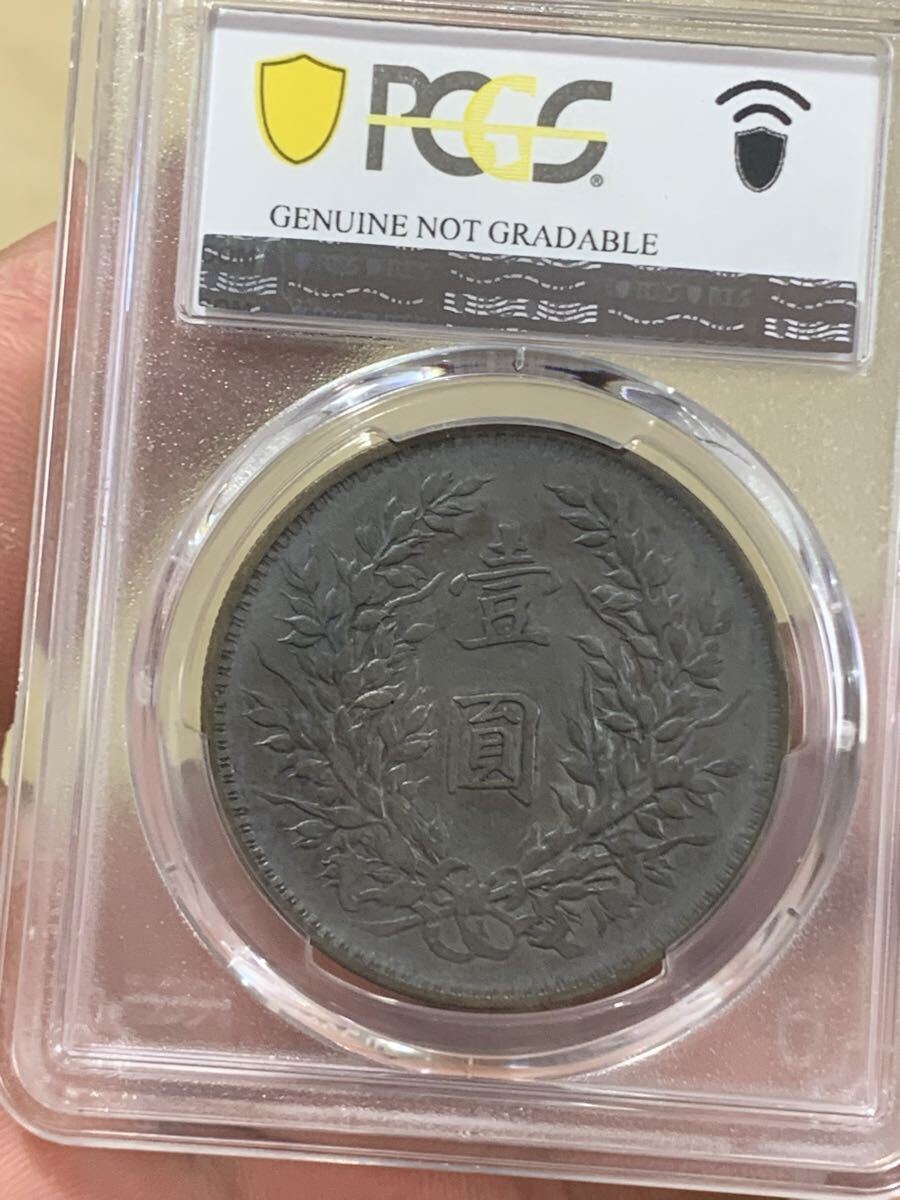 PCGS®
GENUINE NOT GRADABLE
壹
圓